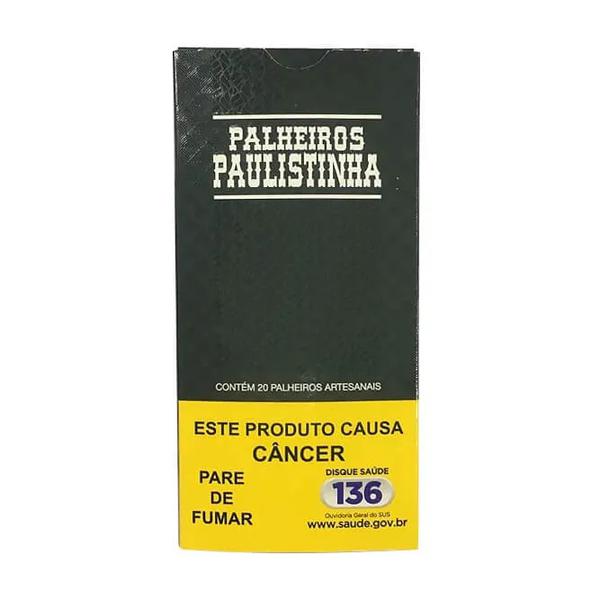 PALHEIROS
PAULISTINHA
CONTÉM 20 PALHEIROS ARTESANAIS
ESTE PRODUTO CAUSA
CÂNCER
PARE
DE
FUMAR
DISQUE SAÚDE
136
Ouvidoria Geral do SUS
www.saude.gov.br